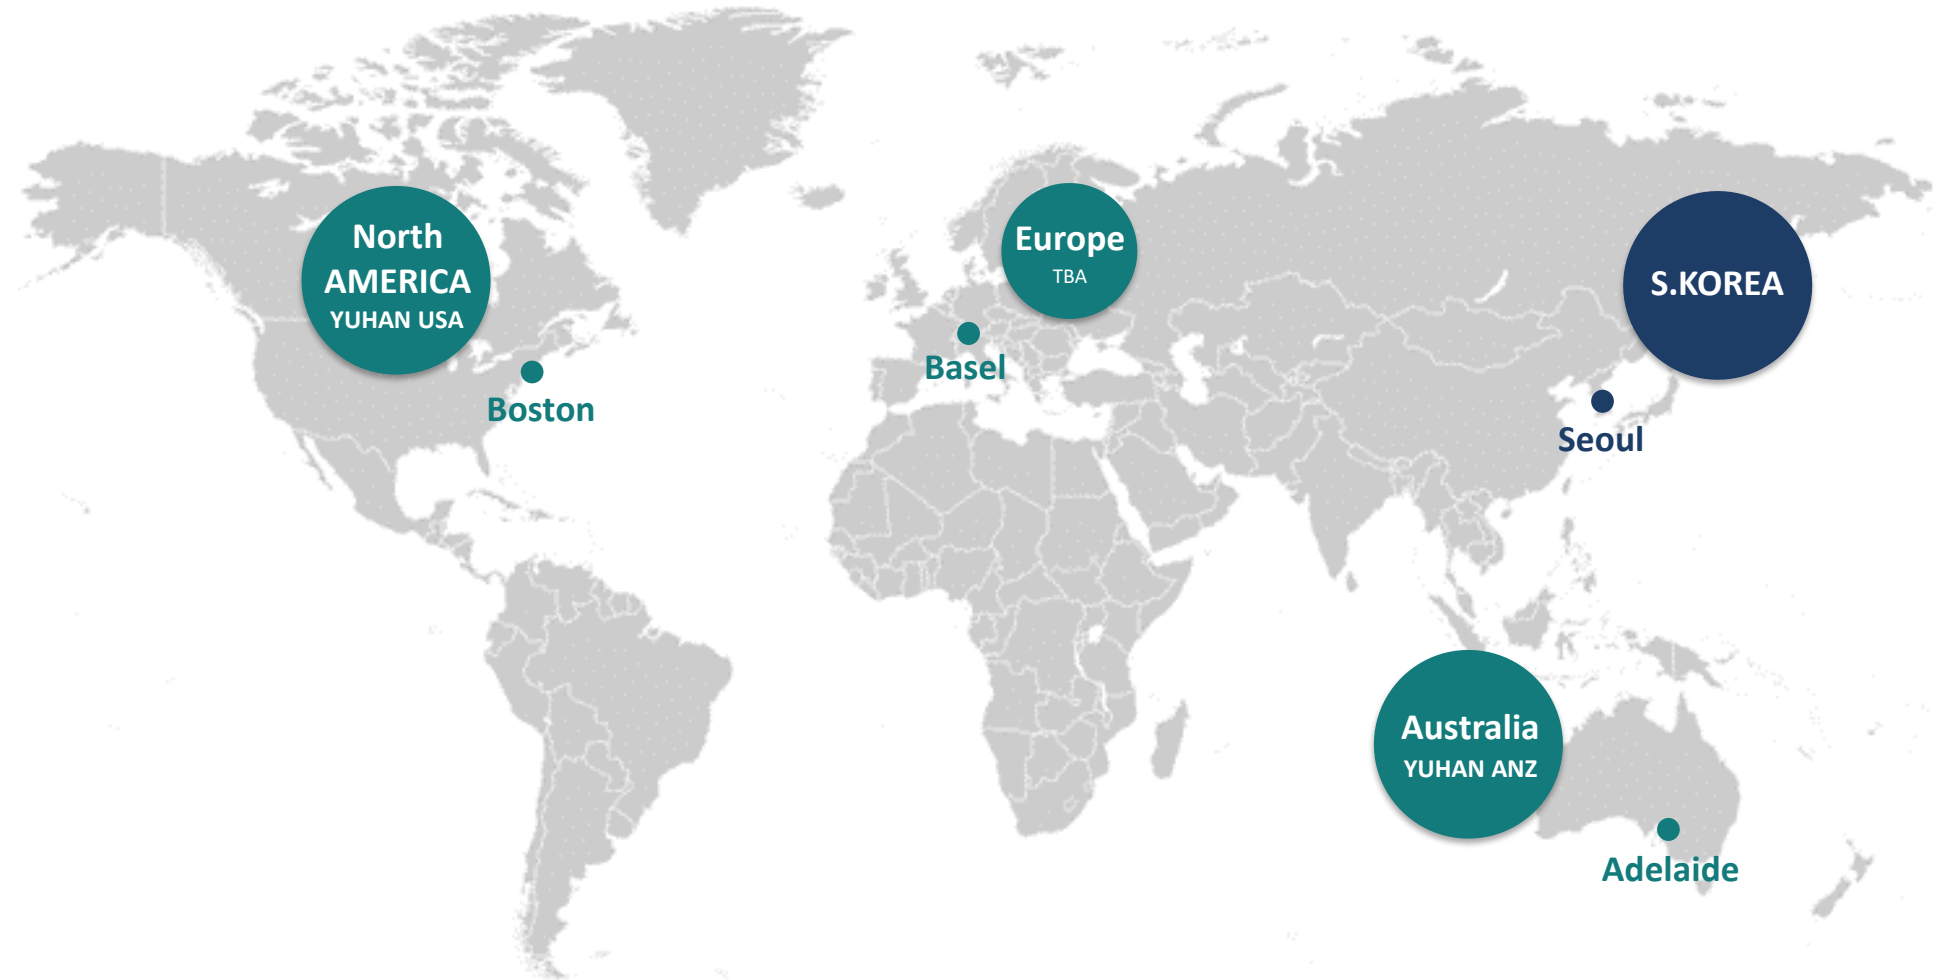 North
AMERICA
YUHAN USA
Boston
Europe
TBA
Basel
S.KOREA
Seoul
Australia
YUHAN ANZ
Adelaide